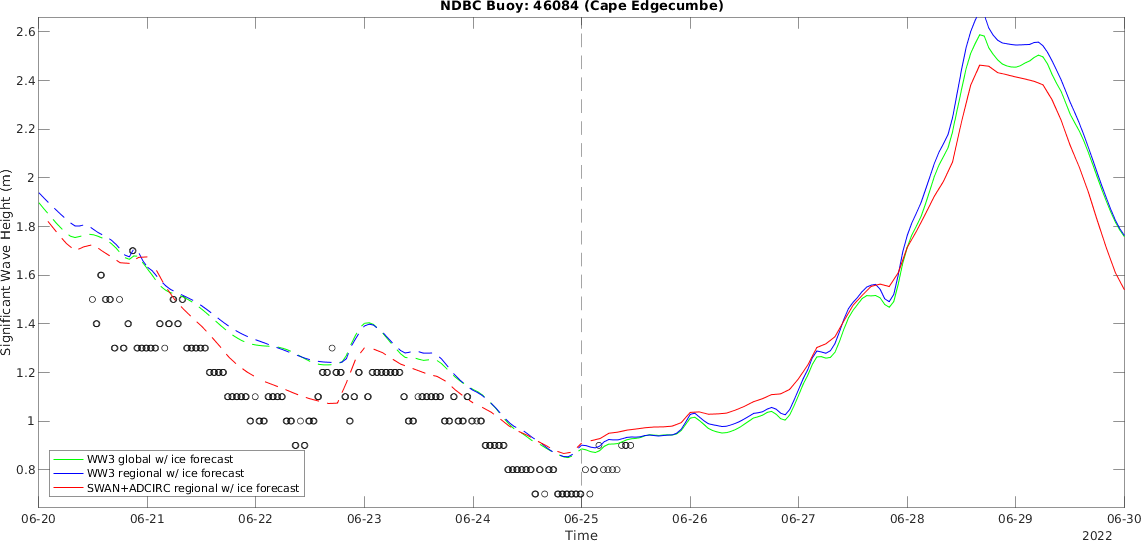 NDBC Buoy: 46084 (Cape Edgecumbe)
2.6
2.4
2.2
2
1.8
1.6
1.4
1.2
1
0.8
Significant Wave Height (m)
WW3 global w/ ice forecast
WW3 regional w/ ice forecast
SWAN+ADCIRC regional w/ ice forecast
06-20 06-21 06-22 06-23 06-24 06-25 06-26 06-27 06-28 06-29 06-30
Time 2022